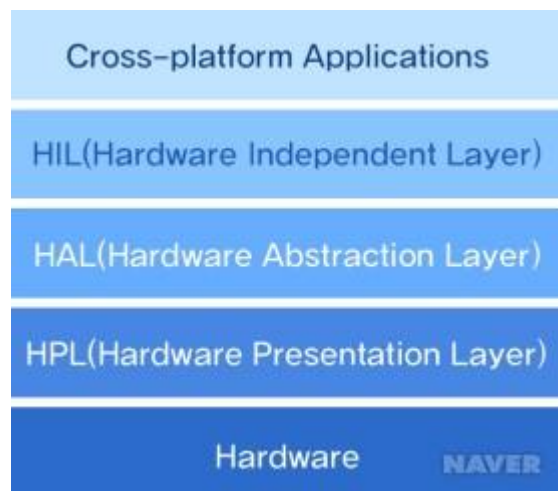 Cross-platform Applications
HIL(Hardware Independent Layer)
HAL(Hardware Abstraction Layer)
HPL(Hardware Presentation Layer)
Hardware
NAVER